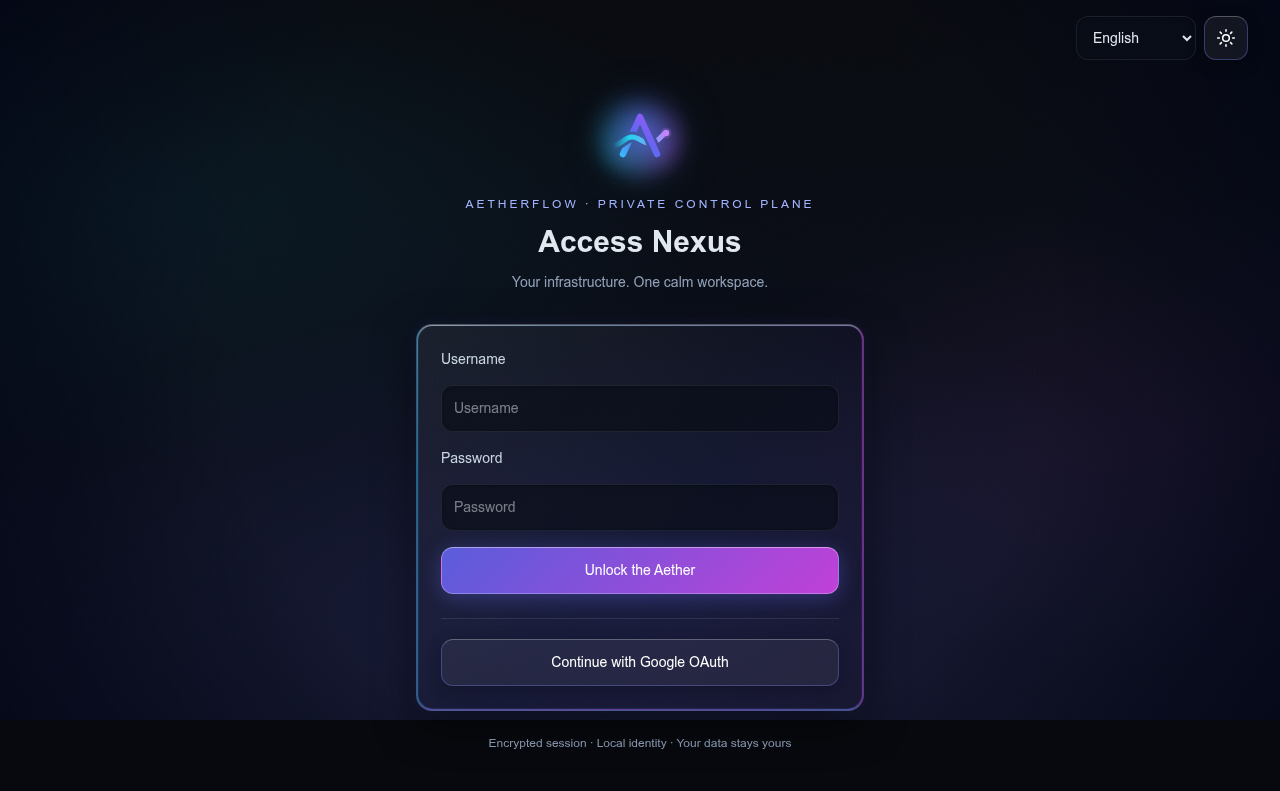 English
AETHERFLOW · PRIVATE CONTROL PLANE
Access Nexus
Your infrastructure. One calm workspace.
Username
Username
Password
Password
Unlock the Aether
Continue with Google OAuth
Encrypted session · Local identity · Your data stays yours